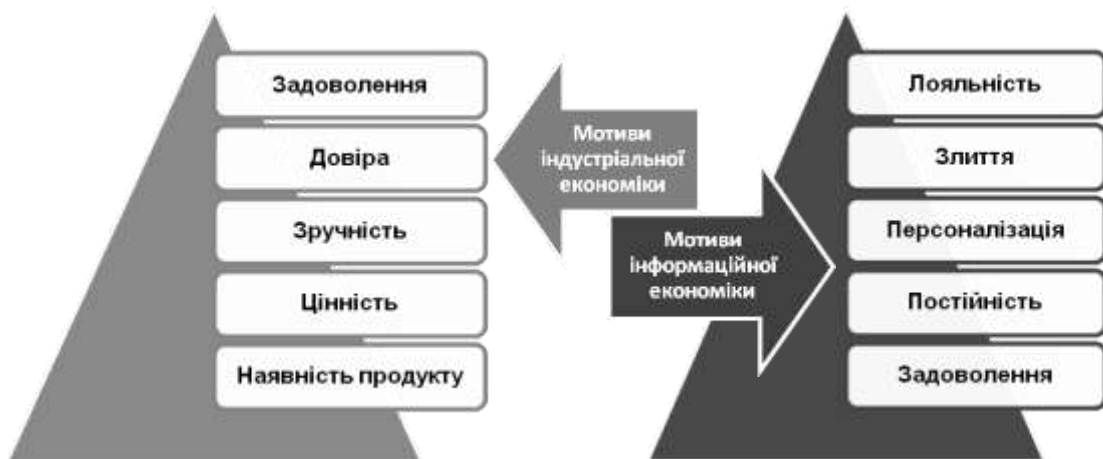 Задоволення
Довіра
Зручність
Цінність
Наявність продукту
Мотиви
індустріальної
економіки
Мотиви
інформаційної
економіки
Лояльність
Злиття
Персоналізація
Постійність
Задоволення